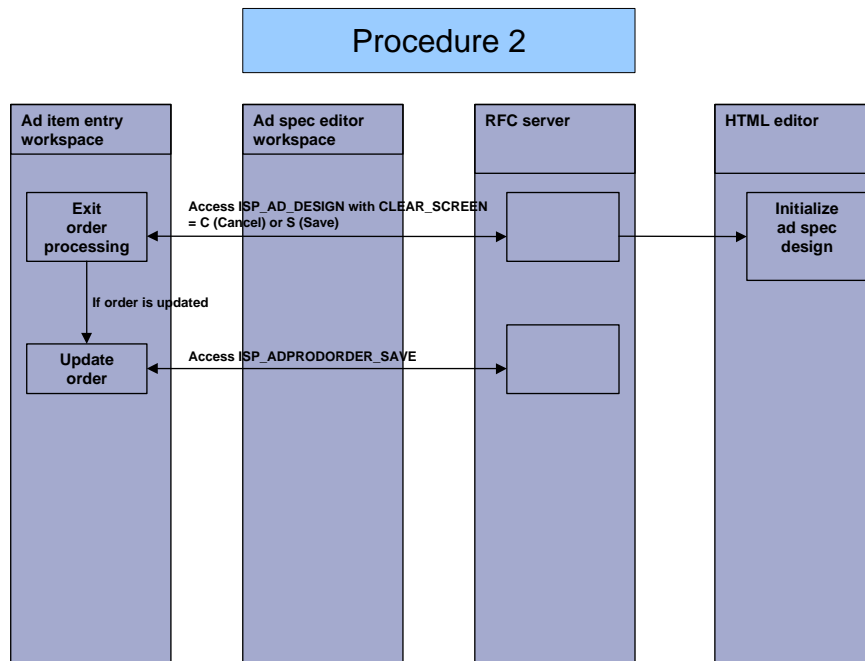 Procedure 2
Ad item entry
workspace
Ad spec editor
workspace
RFC server
HTML editor
Exit
order
processing
Access ISP_AD_DESIGN with CLEAR_SCREEN
= C (Cancel) or S (Save)
Initialize
ad spec
design
If order is updated
Update
order
Access ISP_ADPRODORDER_SAVE